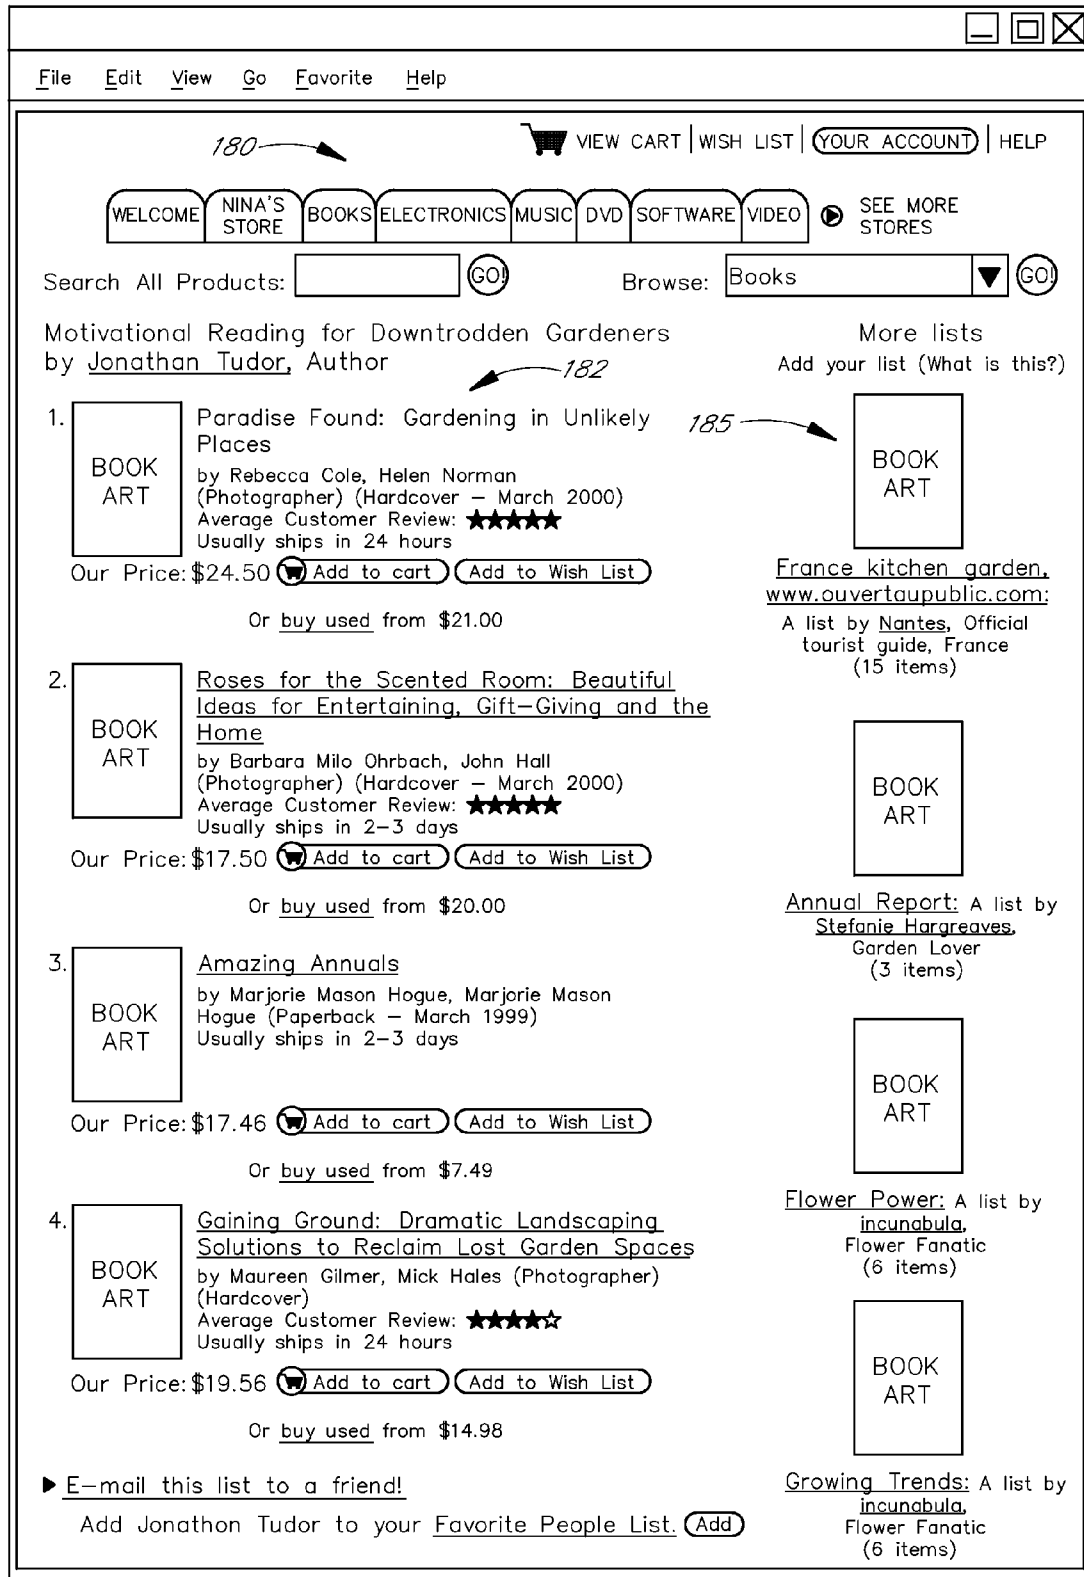 File Edit View Go Favorite Help
180
VIEW CART | WISH LIST | YOUR ACCOUNT | HELP
WELCOME
NINA'S
STORE
BOOKS
ELECTRONICS
MUSIC
DVD
SOFTWARE
VIDEO
SEE MORE
STORES
Search All Products: GO!
Browse: Books GO!
Motivational Reading for Downtrodden Gardeners
by Jonathan Tudor, Author
182
1.
BOOK
ART
Paradise Found: Gardening in Unlikely
Places
by Rebecca Cole, Helen Norman
(Photographer) (Hardcover – March 2000)
Average Customer Review: ★★★★★
Usually ships in 24 hours
Our Price: $24.50 Add to cart Add to Wish List
Or buy used from $21.00
2.
BOOK
ART
Roses for the Scented Room: Beautiful
Ideas for Entertaining, Gift–Giving and the
Home
by Barbara Milo Ohrbach, John Hall
(Photographer) (Hardcover – March 2000)
Average Customer Review: ★★★★★
Usually ships in 2–3 days
Our Price: $17.50 Add to cart Add to Wish List
Or buy used from $20.00
3.
BOOK
ART
Amazing Annuals
by Marjorie Mason Hogue, Marjorie Mason
Hogue (Paperback – March 1999)
Usually ships in 2–3 days
Our Price: $17.46 Add to cart Add to Wish List
Or buy used from $7.49
4.
BOOK
ART
Gaining Ground: Dramatic Landscaping
Solutions to Reclaim Lost Garden Spaces
by Maureen Gilmer, Mick Hales (Photographer)
(Hardcover)
Average Customer Review: ★★★★☆
Usually ships in 24 hours
Our Price: $19.56 Add to cart Add to Wish List
Or buy used from $14.98
E–mail this list to a friend!
Add Jonathon Tudor to your Favorite People List. Add
More lists
Add your list (What is this?)
185
BOOK
ART
France kitchen garden,
www.ouvertaupublic.com:
A list by Nantes, Official
tourist guide, France
(15 items)
BOOK
ART
Annual Report: A list by
Stefanie Hargreaves,
Garden Lover
(3 items)
BOOK
ART
Flower Power: A list by
incunabula,
Flower Fanatic
(6 items)
BOOK
ART
Growing Trends: A list by
incunabula,
Flower Fanatic
(6 items)